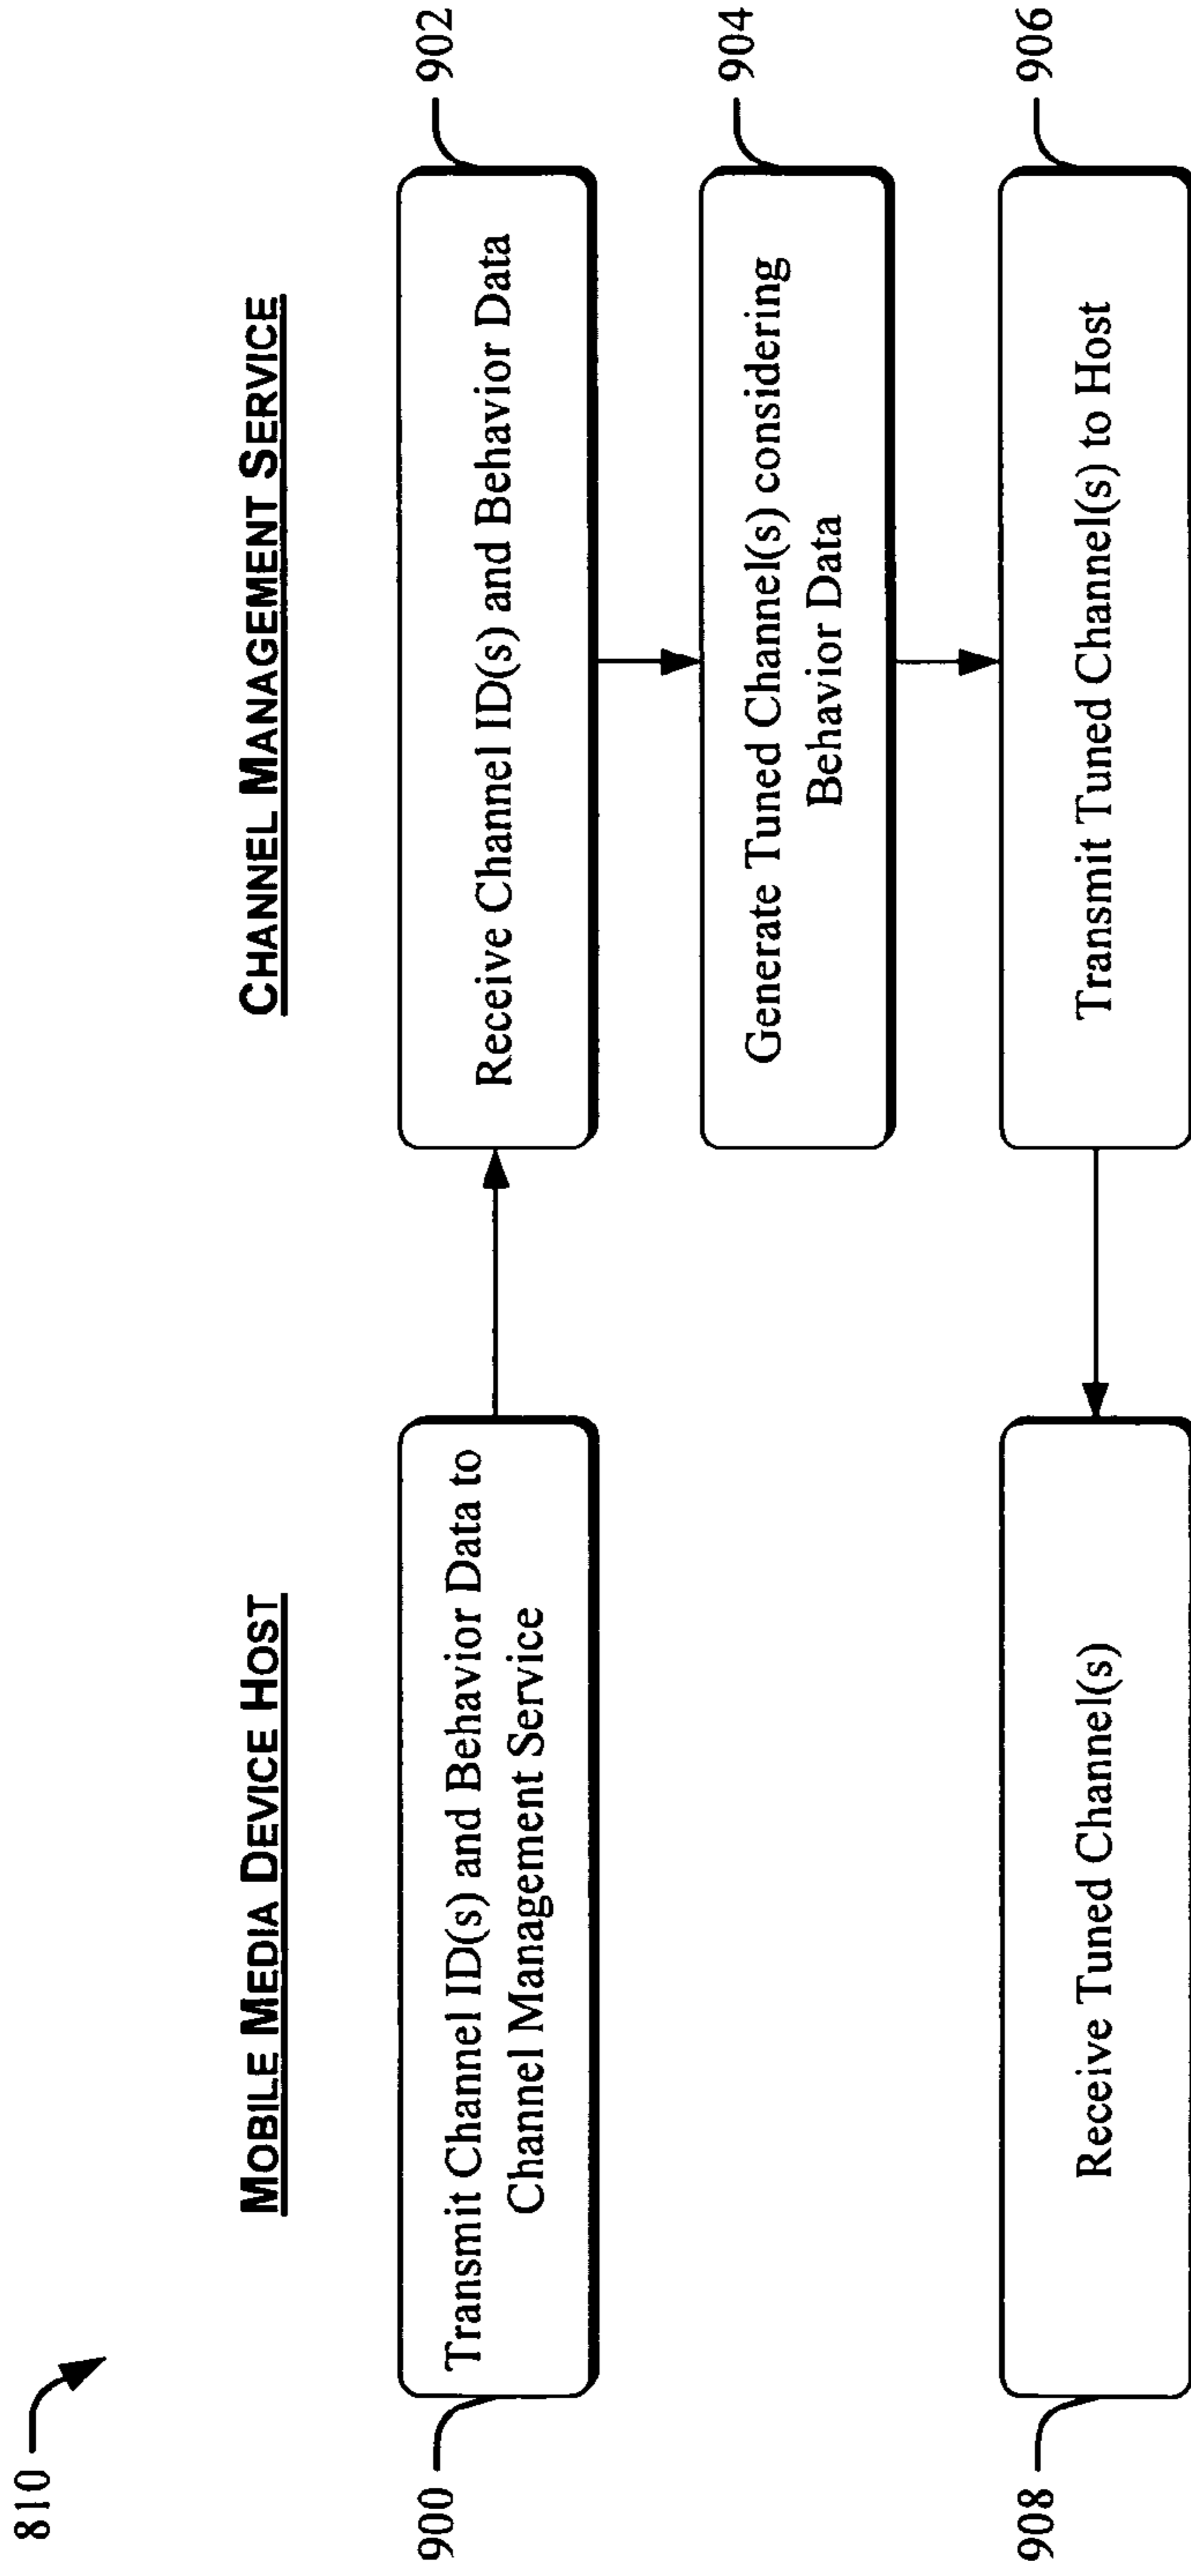 810
MOBILE MEDIA DEVICE HOST
CHANNEL MANAGEMENT SERVICE
900
Transmit Channel ID(s) and Behavior Data to
Channel Management Service
Receive Channel ID(s) and Behavior Data
902
Generate Tuned Channel(s) considering
Behavior Data
904
Transmit Tuned Channel(s) to Host
906
Receive Tuned Channel(s)
908